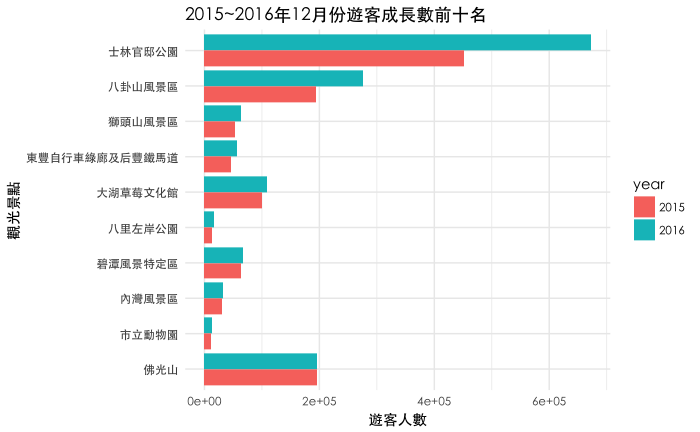 2015~2016年12月份遊客成長數前十名
觀光景點
士林官邸公園
八卦山風景區
獅頭山風景區
東豐自行車綠廊及后豐鐵馬道
大湖草莓文化館
八里左岸公園
碧潭風景特定區
內灣風景區
市立動物園
佛光山
0e+00 2e+05 4e+05 6e+05
遊客人數
year
2015
2016